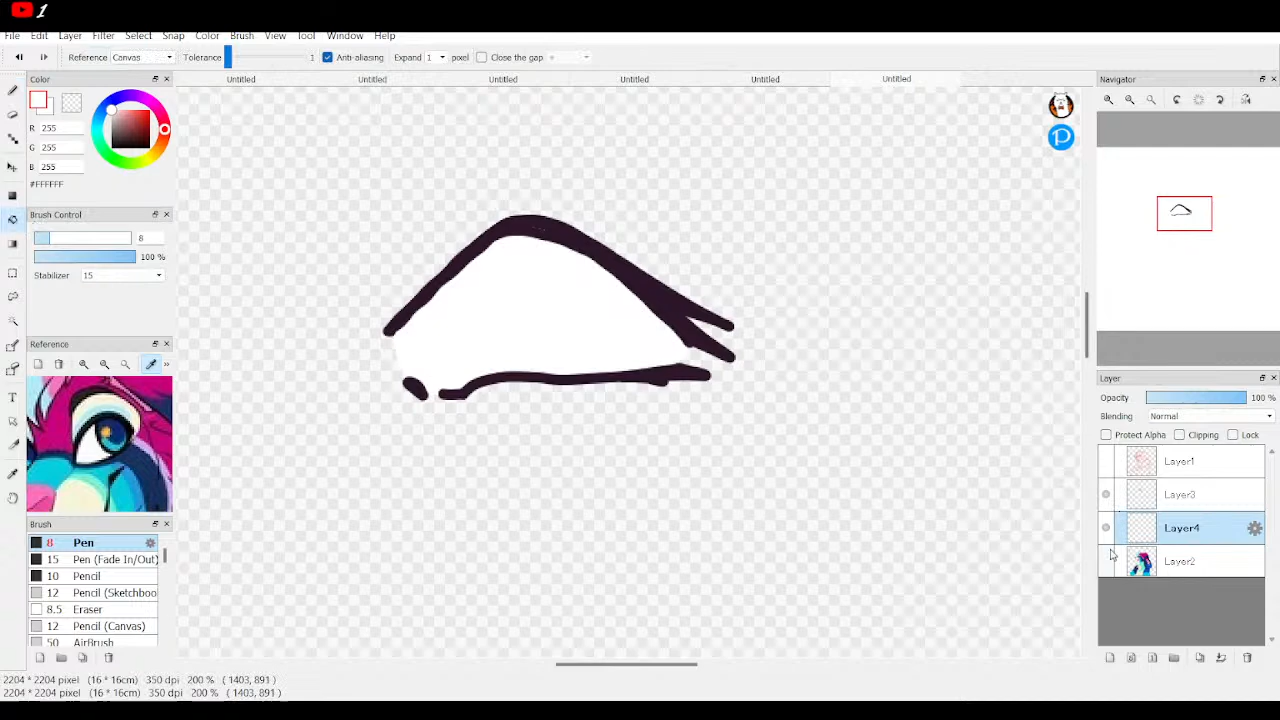 1
File Edit Layer Filter Select Snap Color Brush View Tool Window Help
Reference Canvas Tolerance 1 Anti-aliasing Expand 1 pixel Close the gap
Color
Untitled Untitled Untitled Untitled Untitled Untitled
Navigator
R 255
G 255
B 255
#FFFFFF
Brush Control
8
100 %
Stabilizer 15
Reference
Brush
8 Pen
15 Pen (Fade In/Out)
10 Pencil
12 Pencil (Sketchboo
8.5 Eraser
12 Pencil (Canvas)
50 AirBrush
Layer
Opacity 100 %
Blending Normal
Protect Alpha Clipping Lock
Layer1
Layer3
Layer4
Layer2
2204 * 2204 pixel (16 * 16cm) 350 dpi 200 % ( 1403, 891 )
2204 * 2204 pixel (16 * 16cm) 350 dpi 200 % ( 1403, 891 )